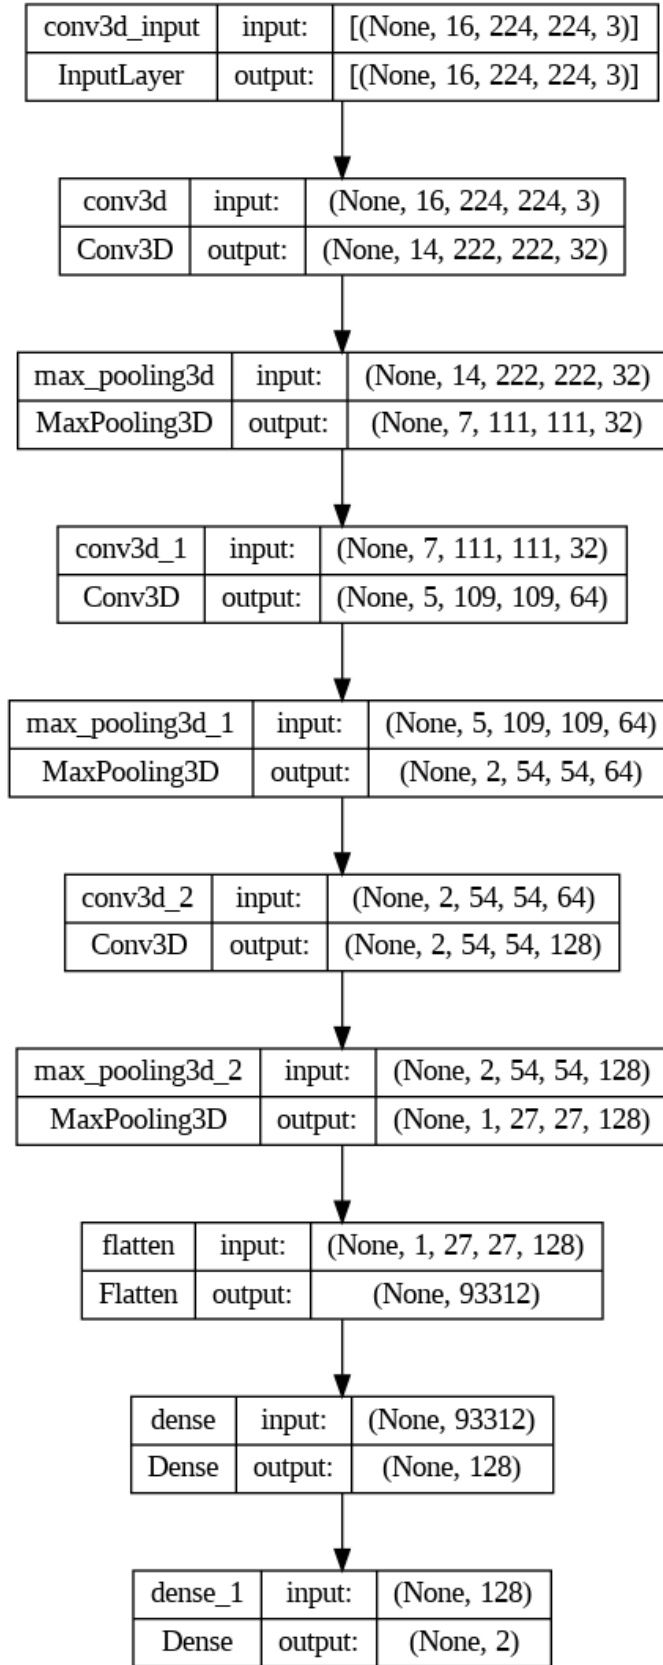 conv3d_input input: [(None, 16, 224, 224, 3)]
InputLayer output: [(None, 16, 224, 224, 3)]
conv3d input: (None, 16, 224, 224, 3)
Conv3D output: (None, 14, 222, 222, 32)
max_pooling3d input: (None, 14, 222, 222, 32)
MaxPooling3D output: (None, 7, 111, 111, 32)
conv3d_1 input: (None, 7, 111, 111, 32)
Conv3D output: (None, 5, 109, 109, 64)
max_pooling3d_1 input: (None, 5, 109, 109, 64)
MaxPooling3D output: (None, 2, 54, 54, 64)
conv3d_2 input: (None, 2, 54, 54, 64)
Conv3D output: (None, 2, 54, 54, 128)
max_pooling3d_2 input: (None, 2, 54, 54, 128)
MaxPooling3D output: (None, 1, 27, 27, 128)
flatten input: (None, 1, 27, 27, 128)
Flatten output: (None, 93312)
dense input: (None, 93312)
Dense output: (None, 128)
dense_1 input: (None, 128)
Dense output: (None, 2)